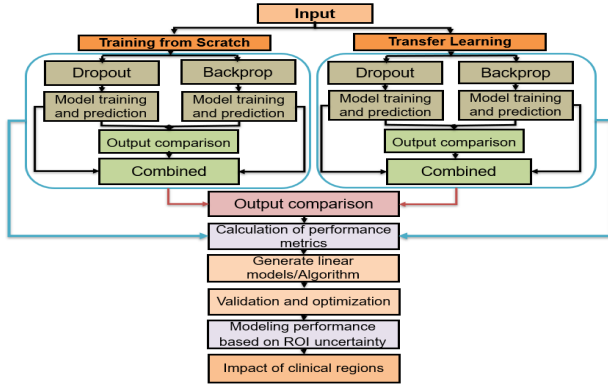 Input
Training from Scratch
Transfer Learning
Dropout
Backprop
Dropout
Backprop
Model training
and prediction
Model training
and prediction
Model training
and prediction
Model training
and prediction
Output comparison
Output comparison
Combined
Combined
Output comparison
Calculation of performance
metrics
Generate linear
models/Algorithm
Validation and optimization
Modeling performance
based on ROI uncertainty
Impact of clinical regions